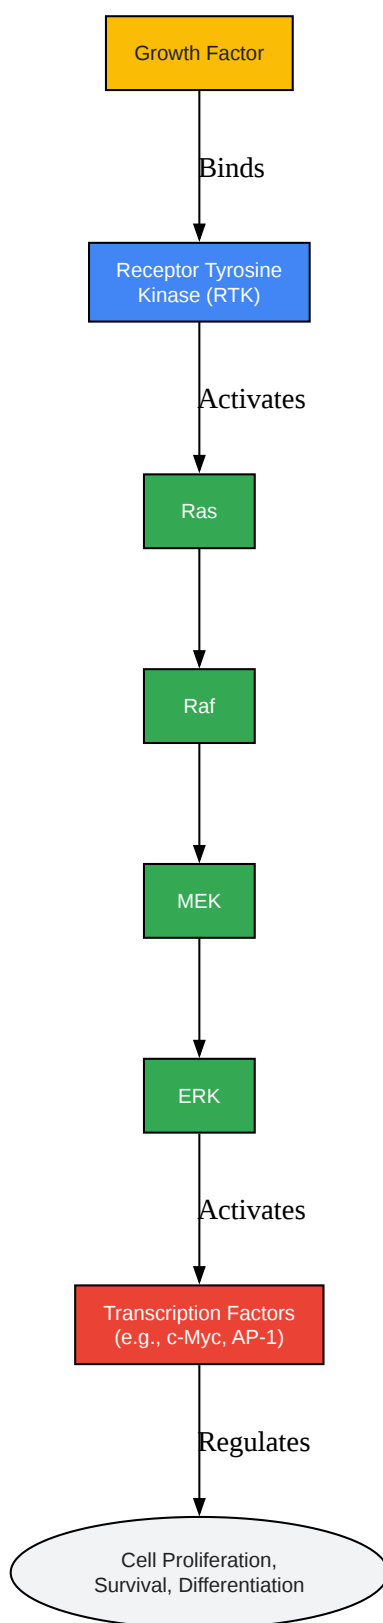 Growth Factor
Binds
Receptor Tyrosine
Kinase (RTK)
Activates
Ras
Raf
MEK
ERK
Activates
Transcription Factors
(e.g., c-Myc, AP-1)
Regulates
Cell Proliferation,
Survival, Differentiation